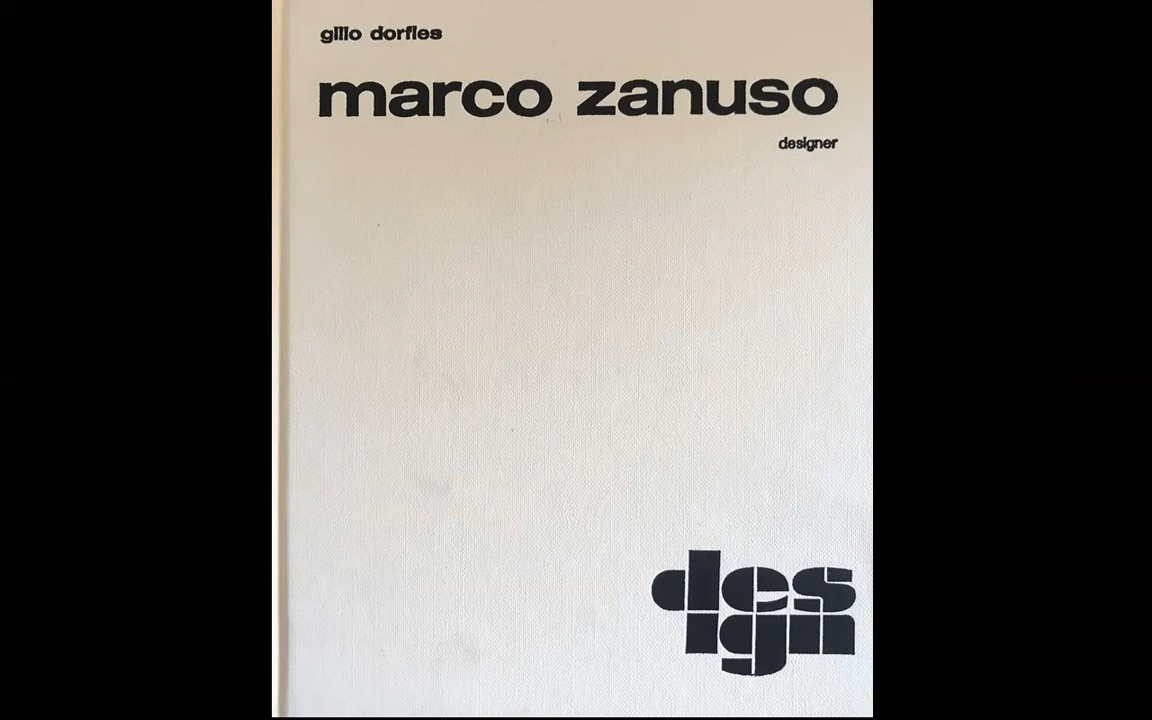 gillo dorfles
marco zanuso
designer
des
ign